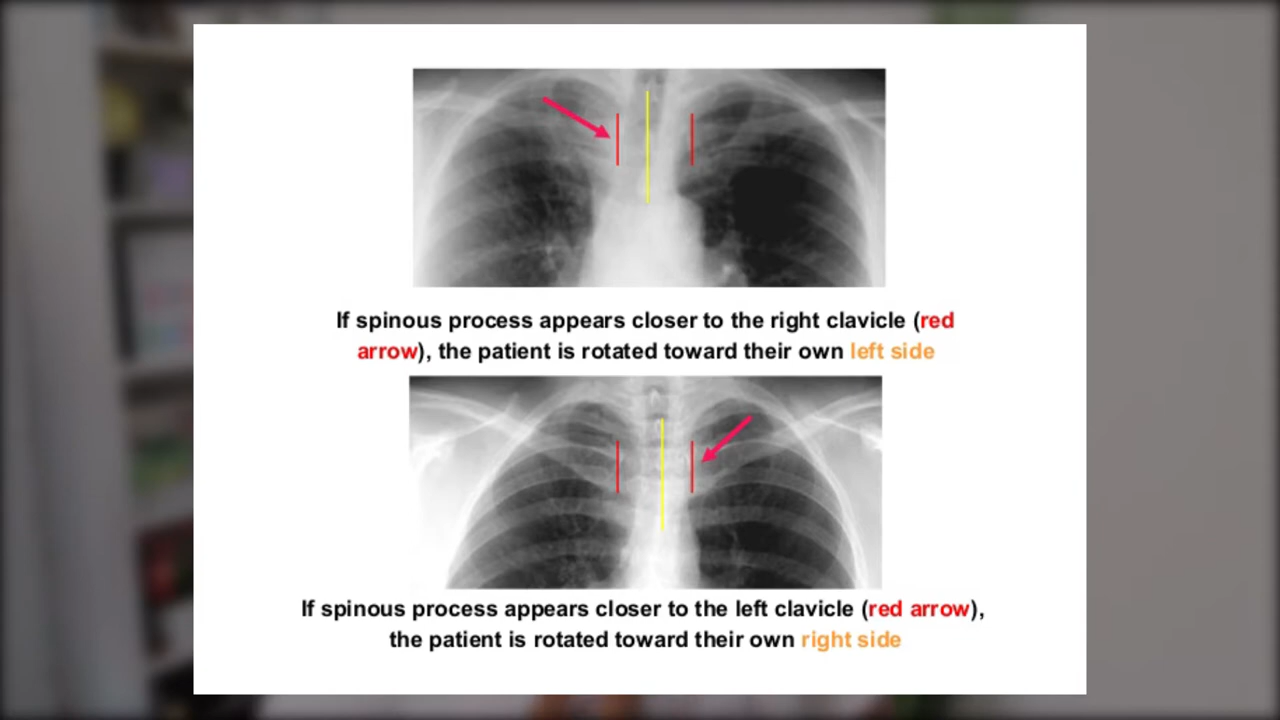 If spinous process appears closer to the right clavicle (red
arrow), the patient is rotated toward their own left side
If spinous process appears closer to the left clavicle (red arrow),
the patient is rotated toward their own right side